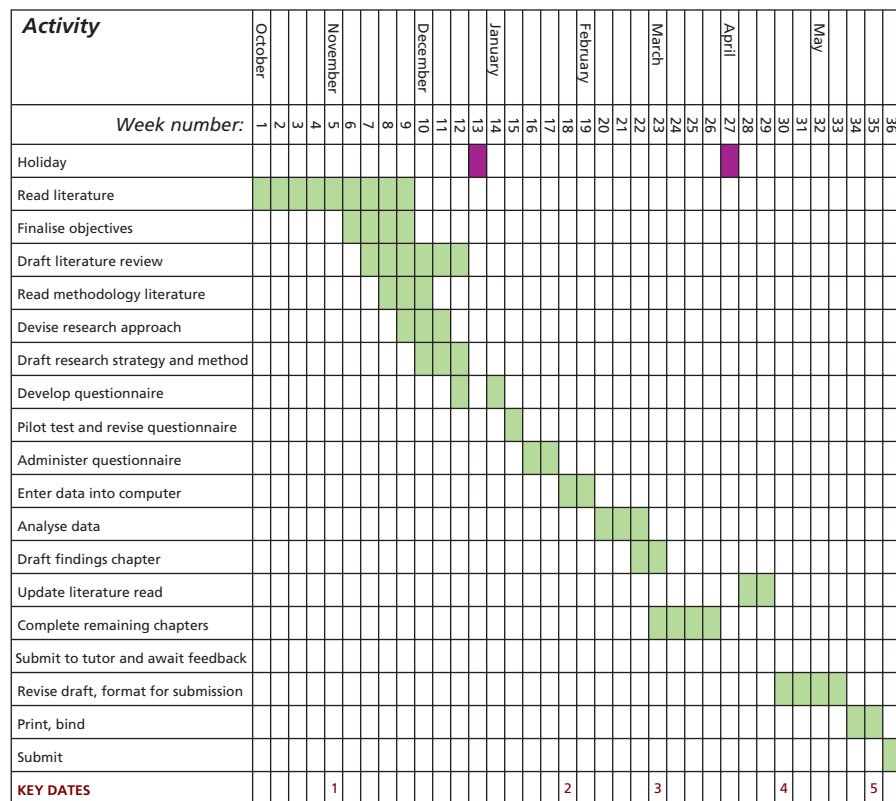 Activity
October
November
December
January
February
March
April
May
Week number:
1 2 3 4 5 6 7 8 9 10 11 12 13 14 15 16 17 18 19 20 21 22 23 24 25 26 27 28 29 30 31 32 33 34 35 36
Holiday
Read literature
Finalise objectives
Draft literature review
Read methodology literature
Devise research approach
Draft research strategy and method
Develop questionnaire
Pilot test and revise questionnaire
Administer questionnaire
Enter data into computer
Analyse data
Draft findings chapter
Update literature read
Complete remaining chapters
Submit to tutor and await feedback
Revise draft, format for submission
Print, bind
Submit
KEY DATES 1 2 3 4 5